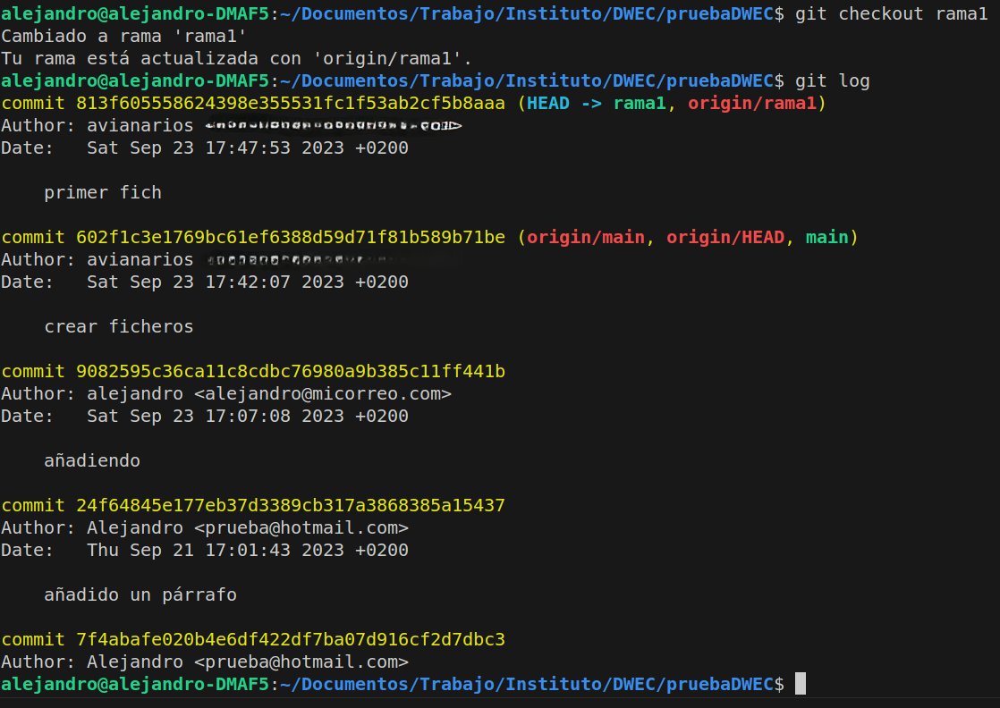 alejandro@alejandro-DMAF5:~/Documentos/Trabajo/Instituto/DWEC/pruebaDWEC$ git checkout rama1
Cambiado a rama 'rama1'
Tu rama está actualizada con 'origin/rama1'.
alejandro@alejandro-DMAF5:~/Documentos/Trabajo/Instituto/DWEC/pruebaDWEC$ git log
commit 813f605558624398e355531fc1f53ab2cf5b8aaa (HEAD -> rama1, origin/rama1)
Author: avianarios
Date:   Sat Sep 23 17:47:53 2023 +0200
    primer fich
commit 602f1c3e1769bc61ef6388d59d71f81b589b71be (origin/main, origin/HEAD, main)
Author: avianarios
Date:   Sat Sep 23 17:42:07 2023 +0200
    crear ficheros
commit 9082595c36ca11c8cdbc76980a9b385c11ff441b
Author: alejandro <alejandro@micorreo.com>
Date:   Sat Sep 23 17:07:08 2023 +0200
    añadiendo
commit 24f64845e177eb37d3389cb317a3868385a15437
Author: Alejandro <prueba@hotmail.com>
Date:   Thu Sep 21 17:01:43 2023 +0200
    añadido un párrafo
commit 7f4abafe020b4e6df422df7ba07d916cf2d7dbc3
Author: Alejandro <prueba@hotmail.com>
alejandro@alejandro-DMAF5:~/Documentos/Trabajo/Instituto/DWEC/pruebaDWEC$